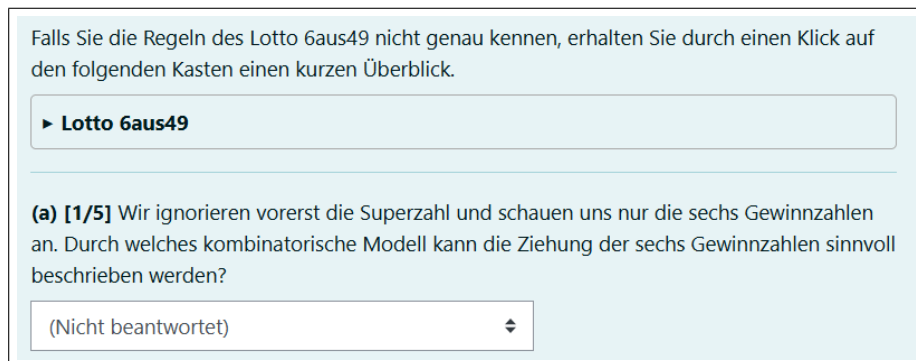 Falls Sie die Regeln des Lotto 6aus49 nicht genau kennen, erhalten Sie durch einen Klick auf
den folgenden Kasten einen kurzen Überblick.
▸ Lotto 6aus49
(a) [1/5] Wir ignorieren vorerst die Superzahl und schauen uns nur die sechs Gewinnzahlen
an. Durch welches kombinatorische Modell kann die Ziehung der sechs Gewinnzahlen sinnvoll
beschrieben werden?
(Nicht beantwortet)